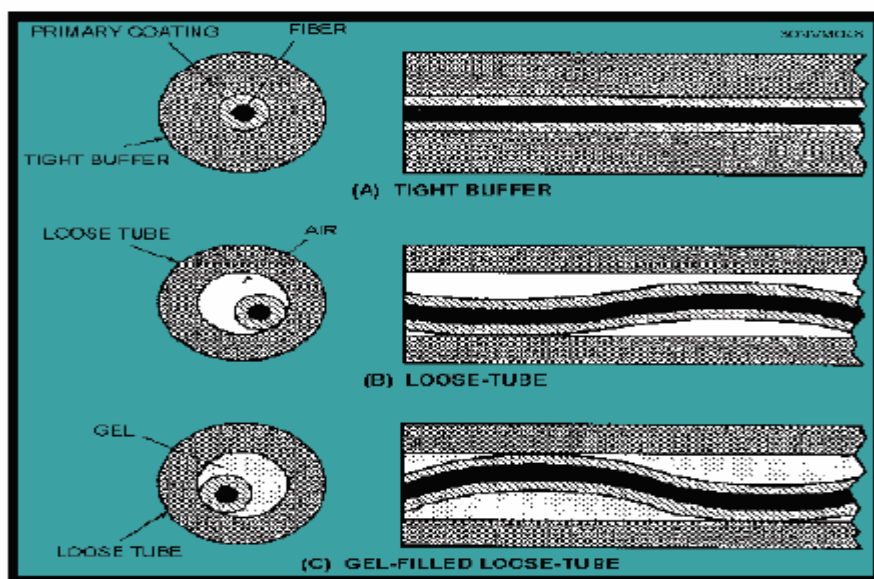 PRIMARY COATING
FIBER
TIGHT BUFFER
(A) TIGHT BUFFER
LOOSE TUBE
AIR
(B) LOOSE-TUBE
GEL
LOOSE TUBE
(C) GEL-FILLED LOOSE-TUBE